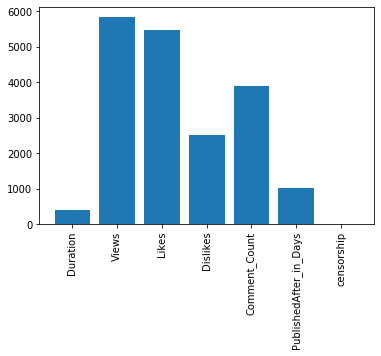 6000
5000
4000
3000
2000
1000
0
Duration
Views
Likes
Dislikes
Comment_Count
PublishedAfter_in_Days
censorship